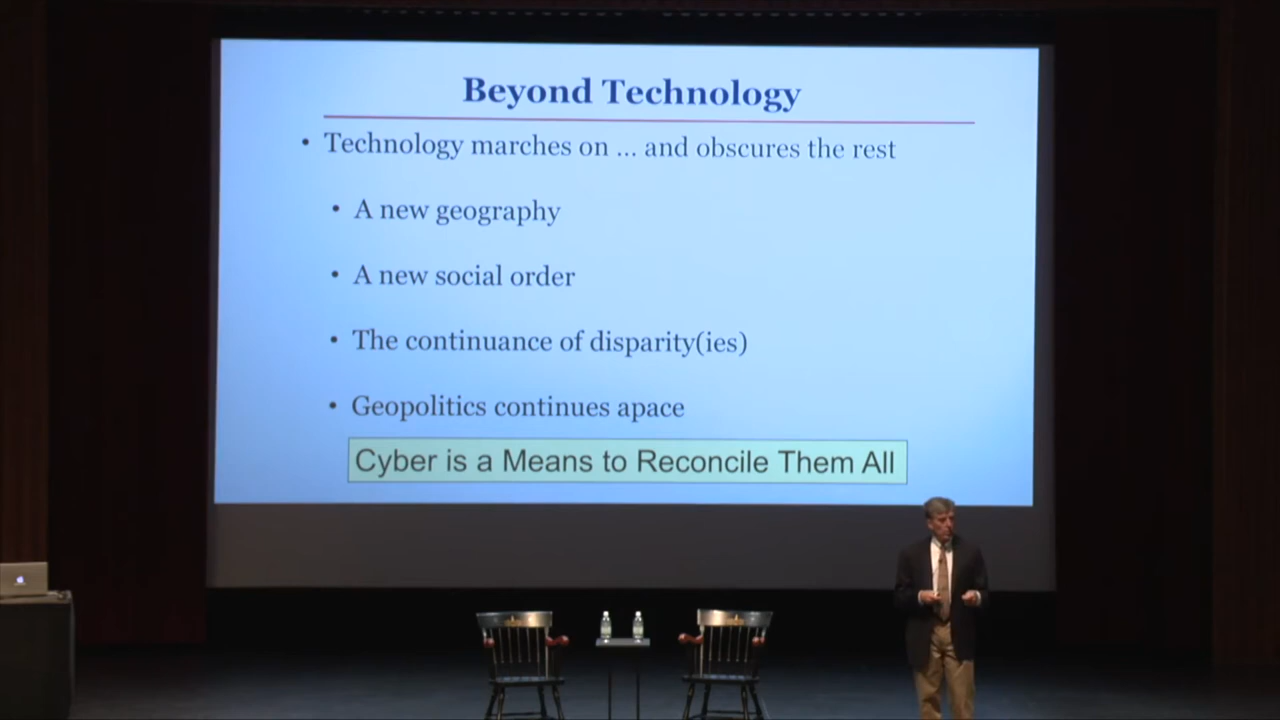 Beyond Technology
• Technology marches on ... and obscures the rest
• A new geography
• A new social order
• The continuance of disparity(ies)
• Geopolitics continues apace
Cyber is a Means to Reconcile Them All